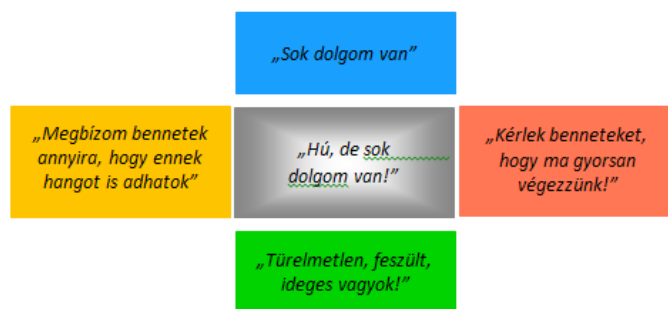 „Sok dolgom van”
„Megbízom bennetek
annyira, hogy ennek
hangot is adhatok”
„Hú, de sok
dolgom van!”
„Kérlek benneteket,
hogy ma gyorsan
végezzünk!”
„Türelmetlen, feszült,
ideges vagyok!”